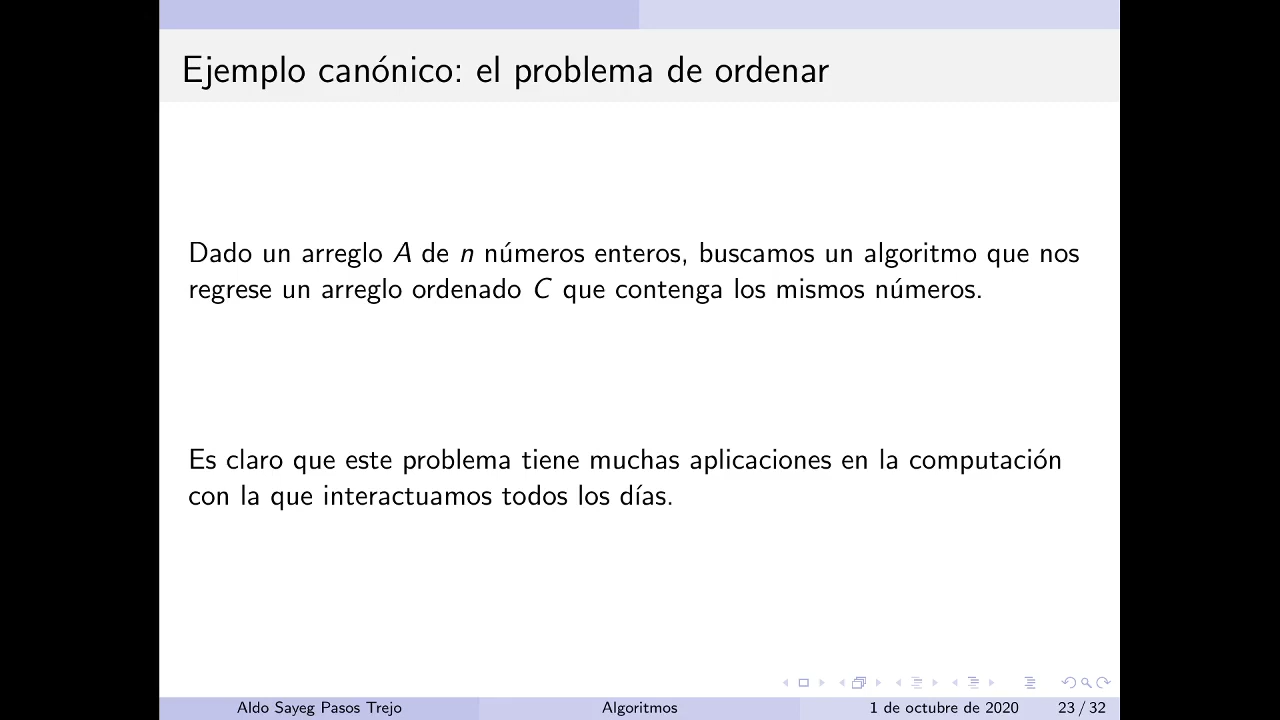 Ejemplo canónico: el problema de ordenar
Dado un arreglo A de n números enteros, buscamos un algoritmo que nos
regrese un arreglo ordenado C que contenga los mismos números.
Es claro que este problema tiene muchas aplicaciones en la computación
con la que interactuamos todos los días.
Aldo Sayeg Pasos Trejo Algoritmos 1 de octubre de 2020 23 / 32